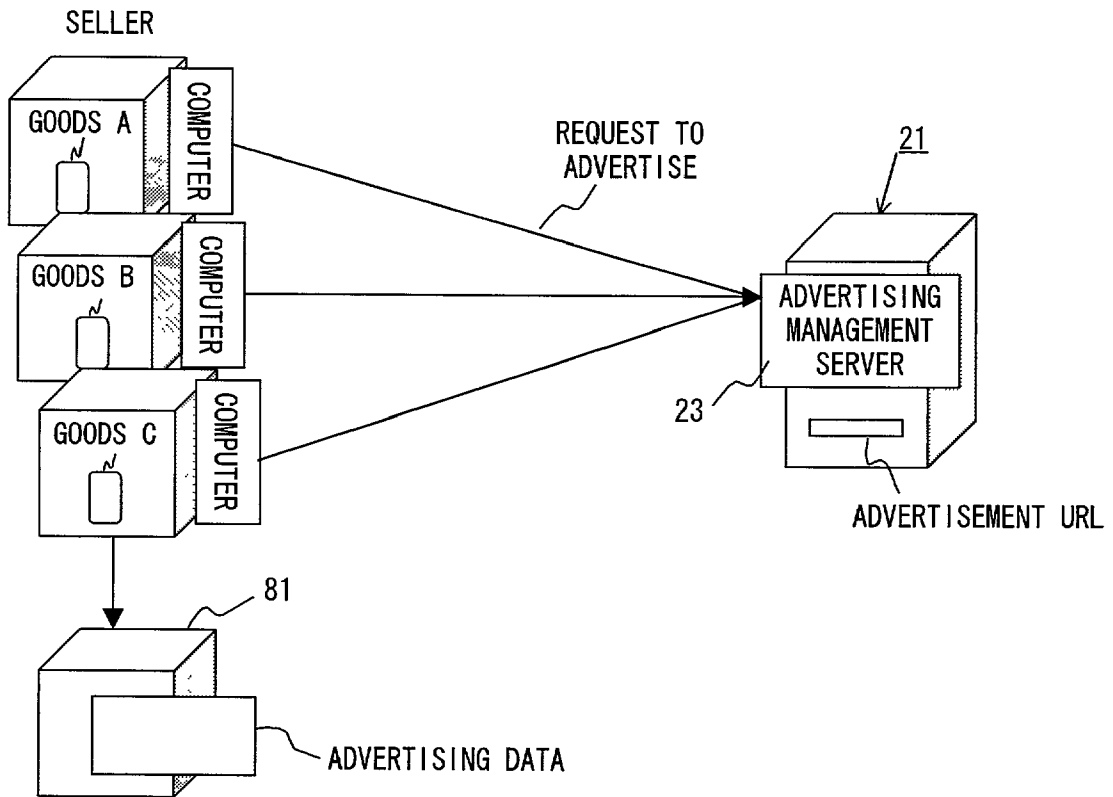 SELLER
GOODS A
COMPUTER
REQUEST TO
ADVERTISE
21
GOODS B
COMPUTER
ADVERTISING
MANAGEMENT
SERVER
23
GOODS C
COMPUTER
ADVERTISEMENT URL
81
ADVERTISING DATA